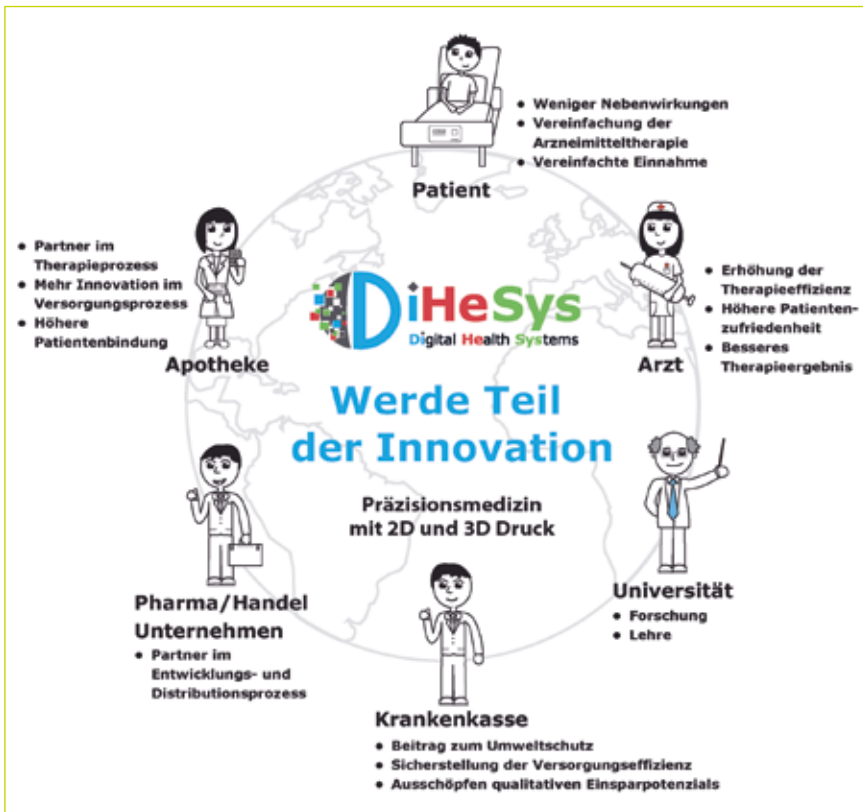 Patient
● Weniger Nebenwirkungen
● Vereinfachung der
Arzneimitteltherapie
● Vereinfachte Einnahme
● Partner im
Therapieprozess
● Mehr Innovation im
Versorgungsprozess
● Höhere
Patientenbindung
Apotheke
DiHeSys
Digital Health Systems
● Erhöhung der
Therapieeffizienz
● Höhere Patienten-
zufriedenheit
● Besseres
Therapieergebnis
Arzt
Werde Teil
der Innovation
Präzisionsmedizin
mit 2D und 3D Druck
Pharma/Handel
Unternehmen
● Partner im
Entwicklungs- und
Distributionsprozess
Universität
● Forschung
● Lehre
Krankenkasse
● Beitrag zum Umweltschutz
● Sicherstellung der Versorgungseffizienz
● Ausschöpfen qualitativen Einsparpotenzials